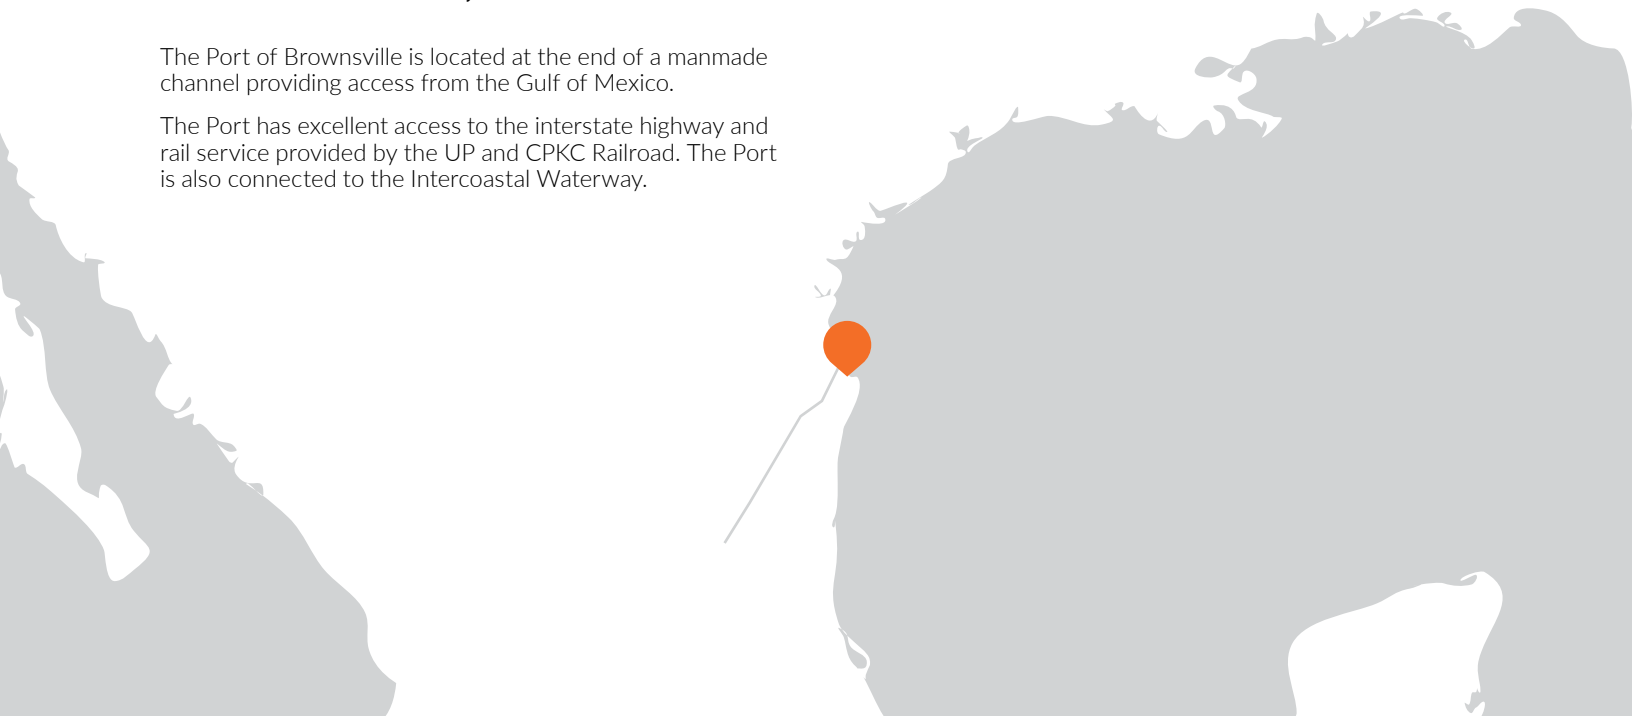 The Port of Brownsville is located at the end of a manmade
channel providing access from the Gulf of Mexico.
The Port has excellent access to the interstate highway and
rail service provided by the UP and CPKC Railroad. The Port
is also connected to the Intercoastal Waterway.